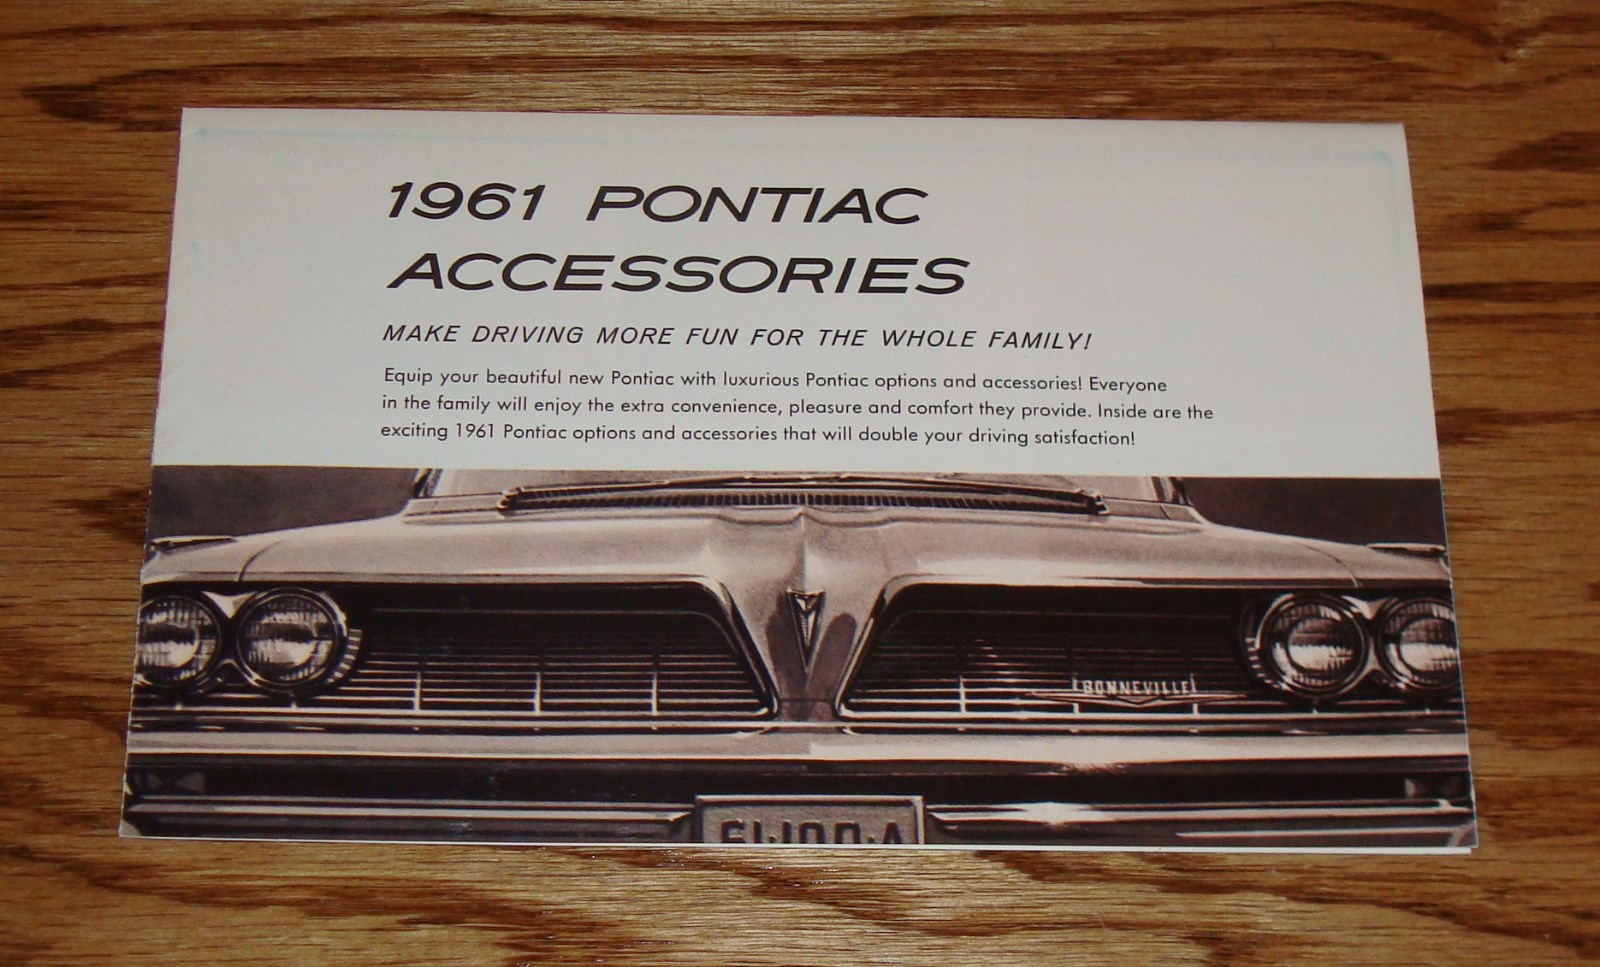 1961 PONTIAC
ACCESSORIES
MAKE DRIVING MORE FUN FOR THE WHOLE FAMILY!
Equip your beautiful new Pontiac with luxurious Pontiac options and accessories! Everyone
in the family will enjoy the extra convenience, pleasure and comfort they provide. Inside are the
exciting 1961 Pontiac options and accessories that will double your driving satisfaction!
BONNEVILLE